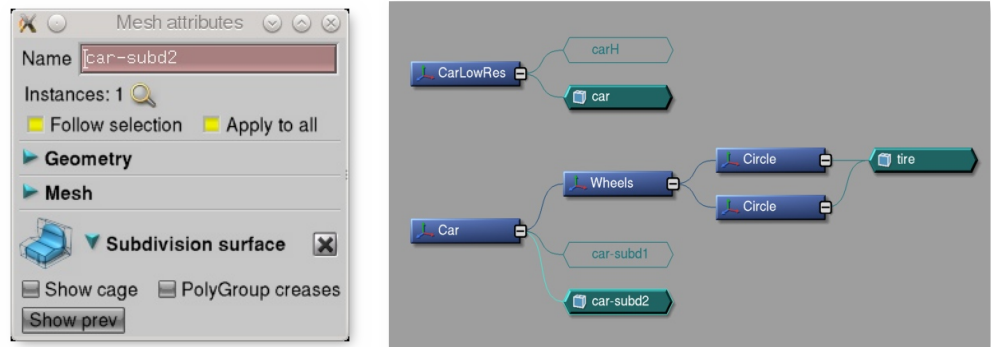 Mesh attributes
Name car-subd2
Instances: 1
Follow selection Apply to all
Geometry
Mesh
Subdivision surface
Show cage PolyGroup creases
Show prev
carH
CarLowRes
car
Circle
tire
Wheels
Circle
Car
car-subd1
car-subd2